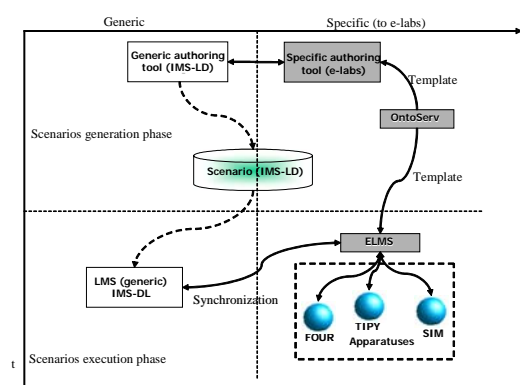 Generic
Specific (to e-labs)
Generic authoring
tool (IMS-LD)
Specific authoring
tool (e-labs)
Template
OntoServ
Scenarios generation phase
Scenario (IMS-LD)
Template
ELMS
LMS (generic)
IMS-DL
Synchronization
FOUR
TIPY
SIM
Apparatuses
t
Scenarios execution phase